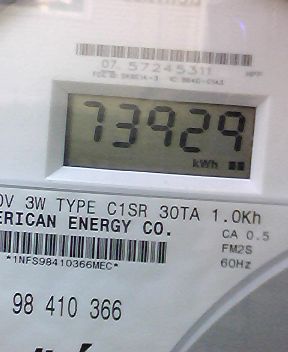 07 57245311
73929
kWh
0V 3W TYPE C1SR 30TA 1.0Kh
ERICAN ENERGY CO.
CA 0.5
FM2S
60Hz
*1NFS98410366MEC*
98 410 366